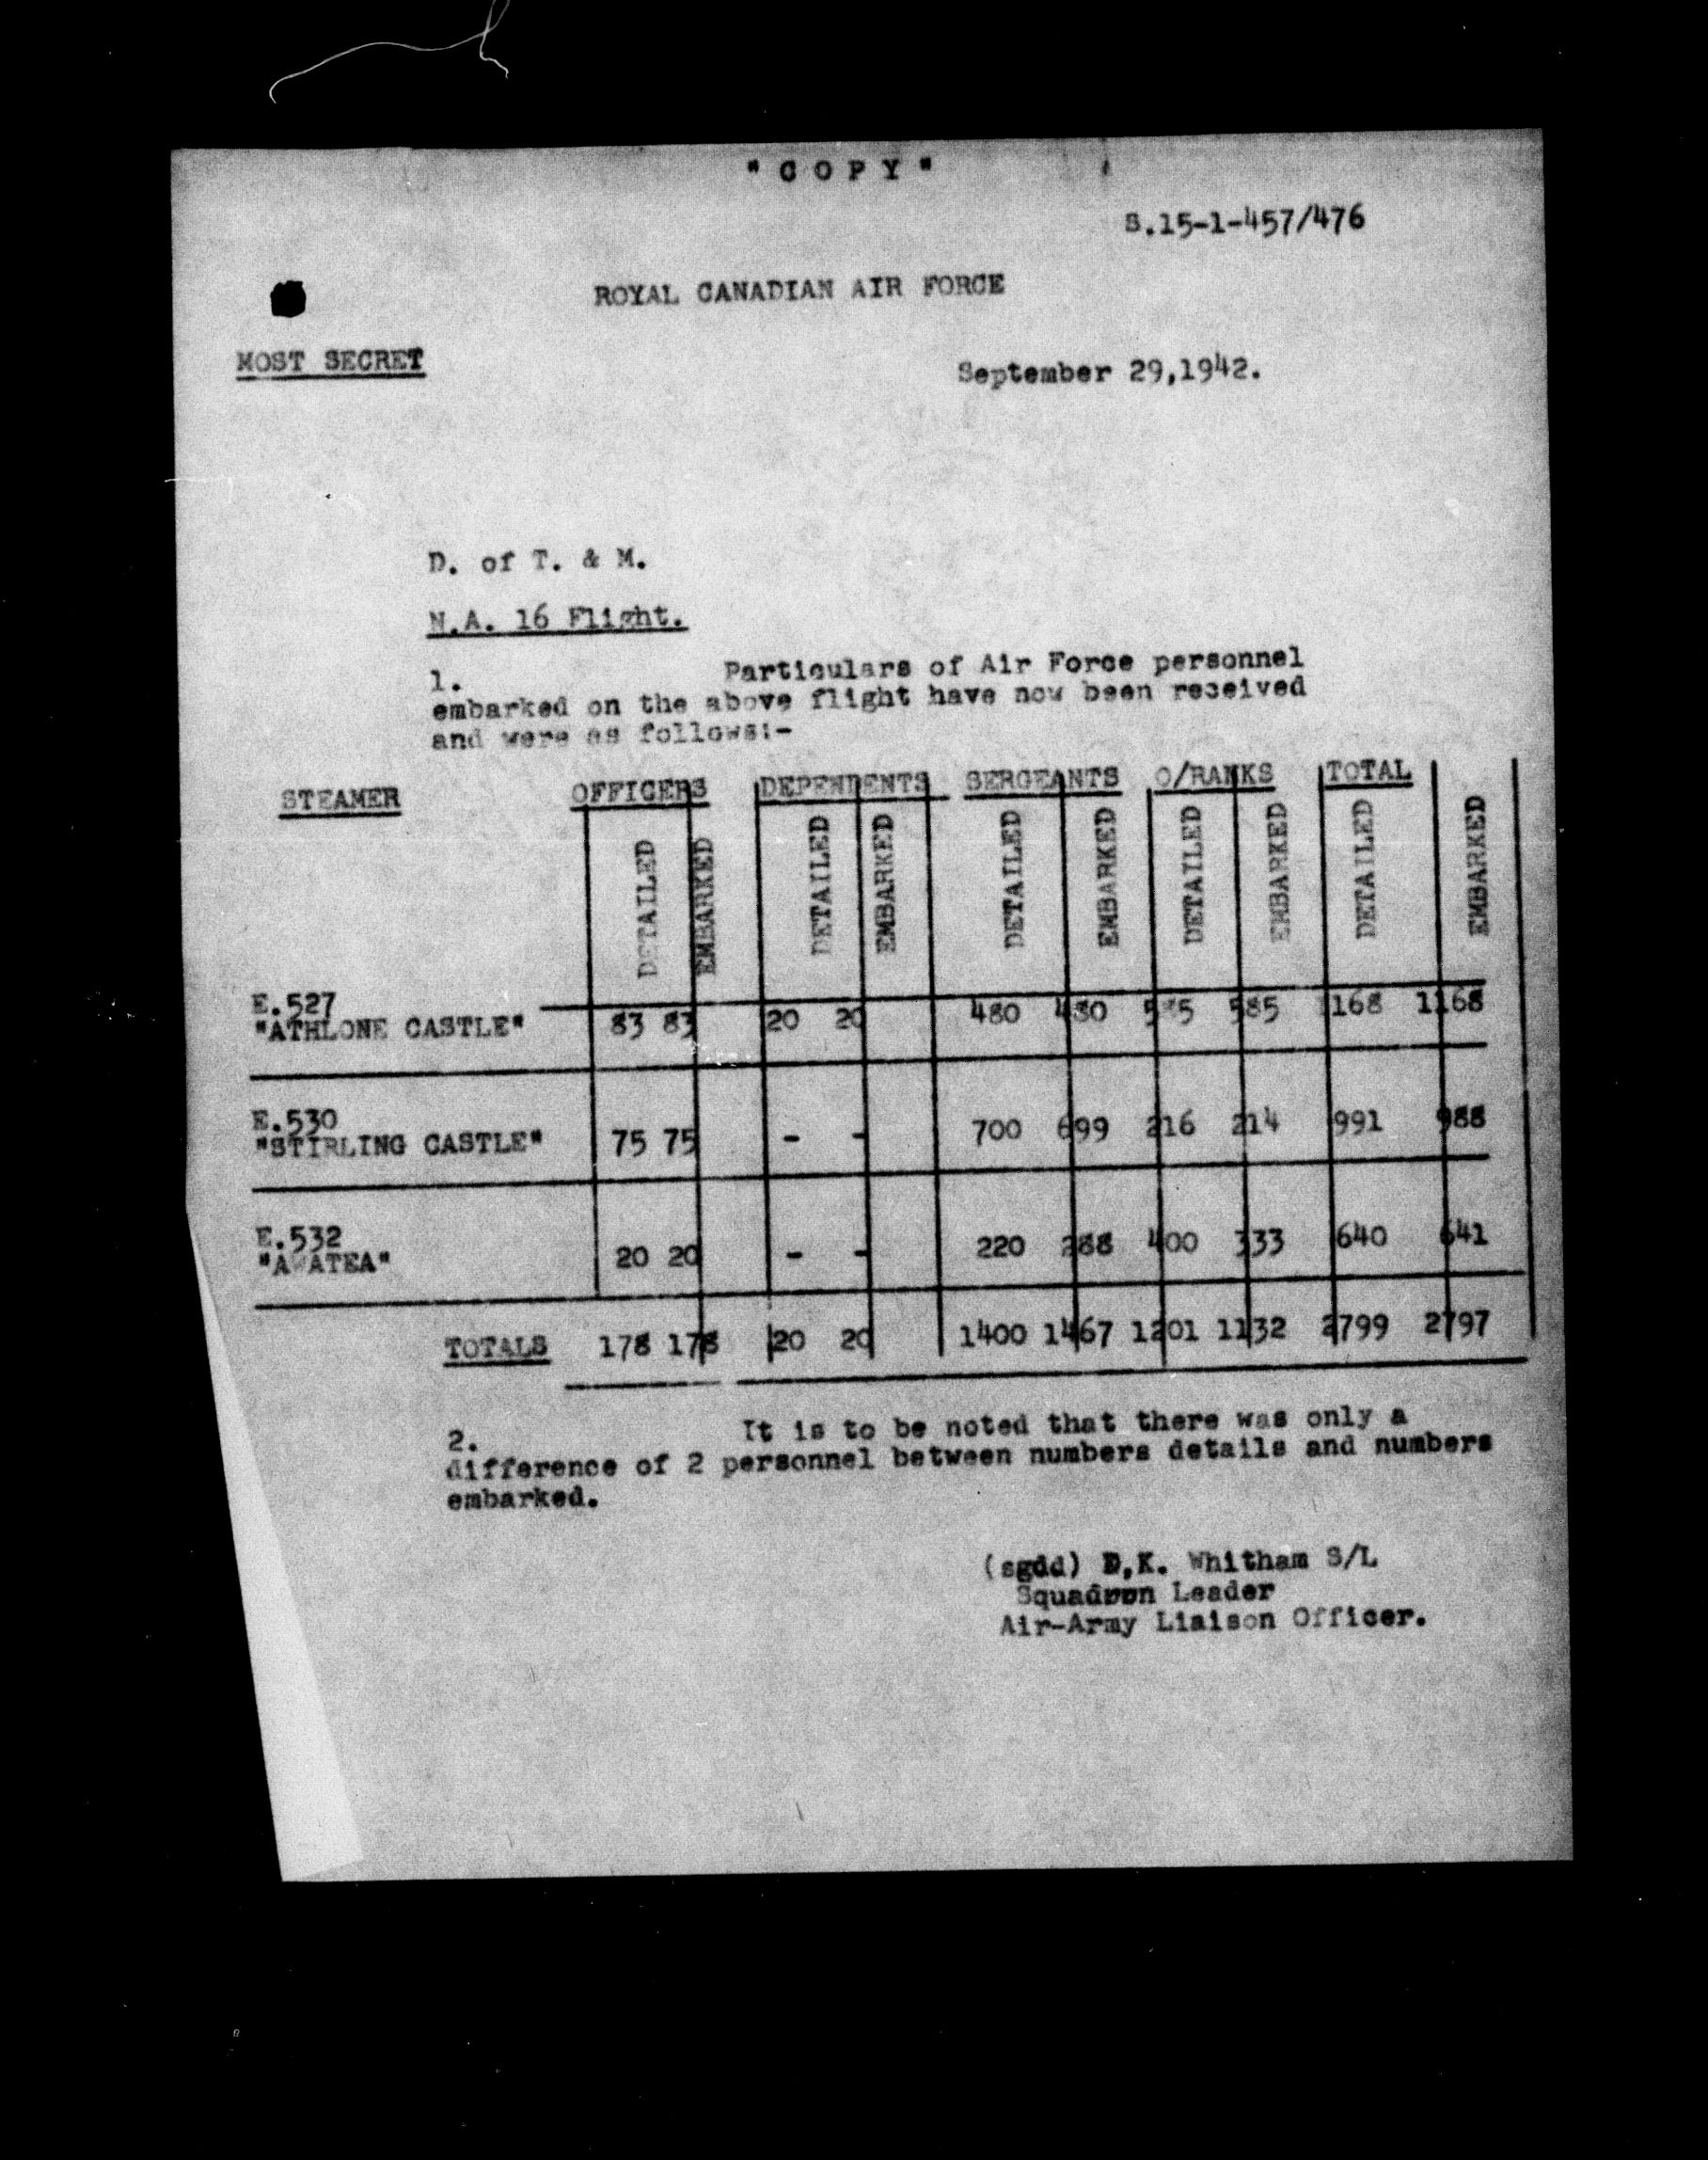 "COPY"
S.15-1-457/476
ROYAL CANADIAN AIR FORCE
MOST SECRET
September 29,1942.
D. of T. & M.
N.A. 16 Flight.
1. Particulars of Air Force personnel
embarked on the above flight have now been received
and were as follows:-
STEAMER OFFICERS DEPENDENTS SERGEANTS O/RANKS TOTAL
DETAILED EMBARKED DETAILED EMBARKED DETAILED EMBARKED DETAILED EMBARKED DETAILED EMBARKED
E.527
"ATHLONE CASTLE" 83 83 20 20 480 480 585 585 1168 1168
E.530
"STIRLING CASTLE" 75 75 - - 700 699 216 214 991 988
E.532
"AWATEA" 20 20 - - 220 288 400 333 640 641
TOTALS 178 178 20 20 1400 1467 1201 1132 2799 2797
2. It is to be noted that there was only a
difference of 2 personnel between numbers details and numbers
embarked.
(sgdd) D.K. Whitham S/L
Squadron Leader
Air-Army Liaison Officer.